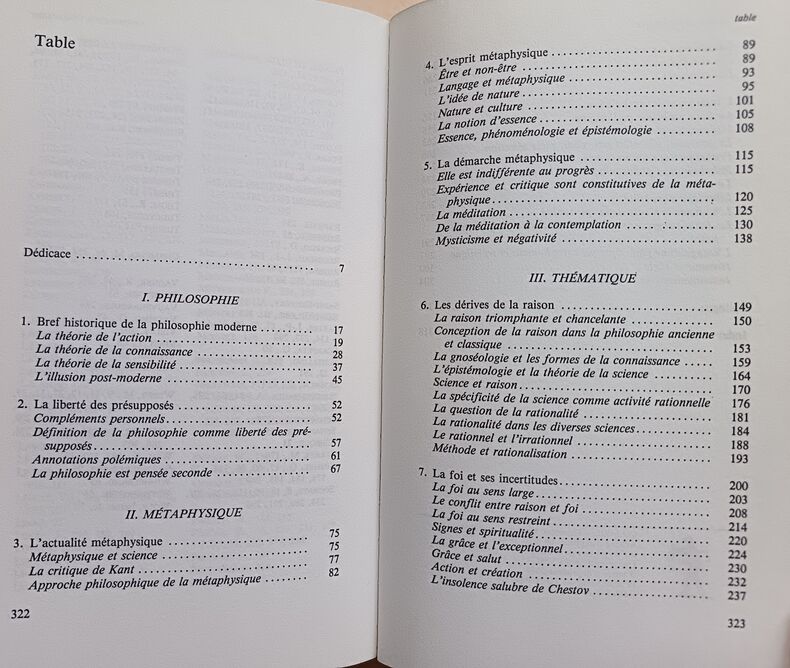 Table
Dédicace ........................................ 7
I. PHILOSOPHIE
1. Bref historique de la philosophie moderne .......... 17
La théorie de l'action .......................... 19
La théorie de la connaissance .................... 28
La théorie de la sensibilité ...................... 37
L'illusion post-moderne ......................... 45
2. La liberté des présupposés ........................ 52
Compléments personnels ......................... 52
Définition de la philosophie comme liberté des pré-
supposés ................................... 57
Annotations polémiques ......................... 61
La philosophie est pensée seconde ................ 67
II. MÉTAPHYSIQUE
3. L'actualité métaphysique .......................... 75
Métaphysique et science ........................ 75
La critique de Kant ............................ 77
Approche philosophique de la métaphysique ........ 82
322
table
4. L'esprit métaphysique ............................ 89
Être et non-être ............................... 89
Langage et métaphysique ........................ 93
L'idée de nature ............................... 95
Nature et culture .............................. 101
La notion d'essence ............................ 105
Essence, phénoménologie et épistémologie ......... 108
5. La démarche métaphysique ........................ 115
Elle est indifférente au progrès .................. 115
Expérience et critique sont constitutives de la méta-
physique ................................... 120
La méditation ................................. 125
De la méditation à la contemplation .............. 130
Mysticisme et négativité ........................ 138
III. THÉMATIQUE
6. Les dérives de la raison .......................... 149
La raison triomphante et chancelante ............. 150
Conception de la raison dans la philosophie ancienne
et classique ................................. 153
La gnoséologie et les formes de la connaissance ..... 159
L'épistémologie et la théorie de la science ......... 164
Science et raison ............................... 170
La spécificité de la science comme activité rationnelle 176
La question de la rationalité .................... 181
La rationalité dans les diverses sciences ........... 184
Le rationnel et l'irrationnel ..................... 188
Méthode et rationalisation ...................... 193
7. La foi et ses incertitudes ......................... 200
La foi au sens large ............................ 203
Le conflit entre raison et foi .................... 208
La foi au sens restreint ......................... 214
Signes et spiritualité ........................... 220
La grâce et l'exceptionnel ....................... 224
Grâce et salut ................................. 230
Action et création ............................. 232
L'insolence salubre de Chestov ................... 237
323